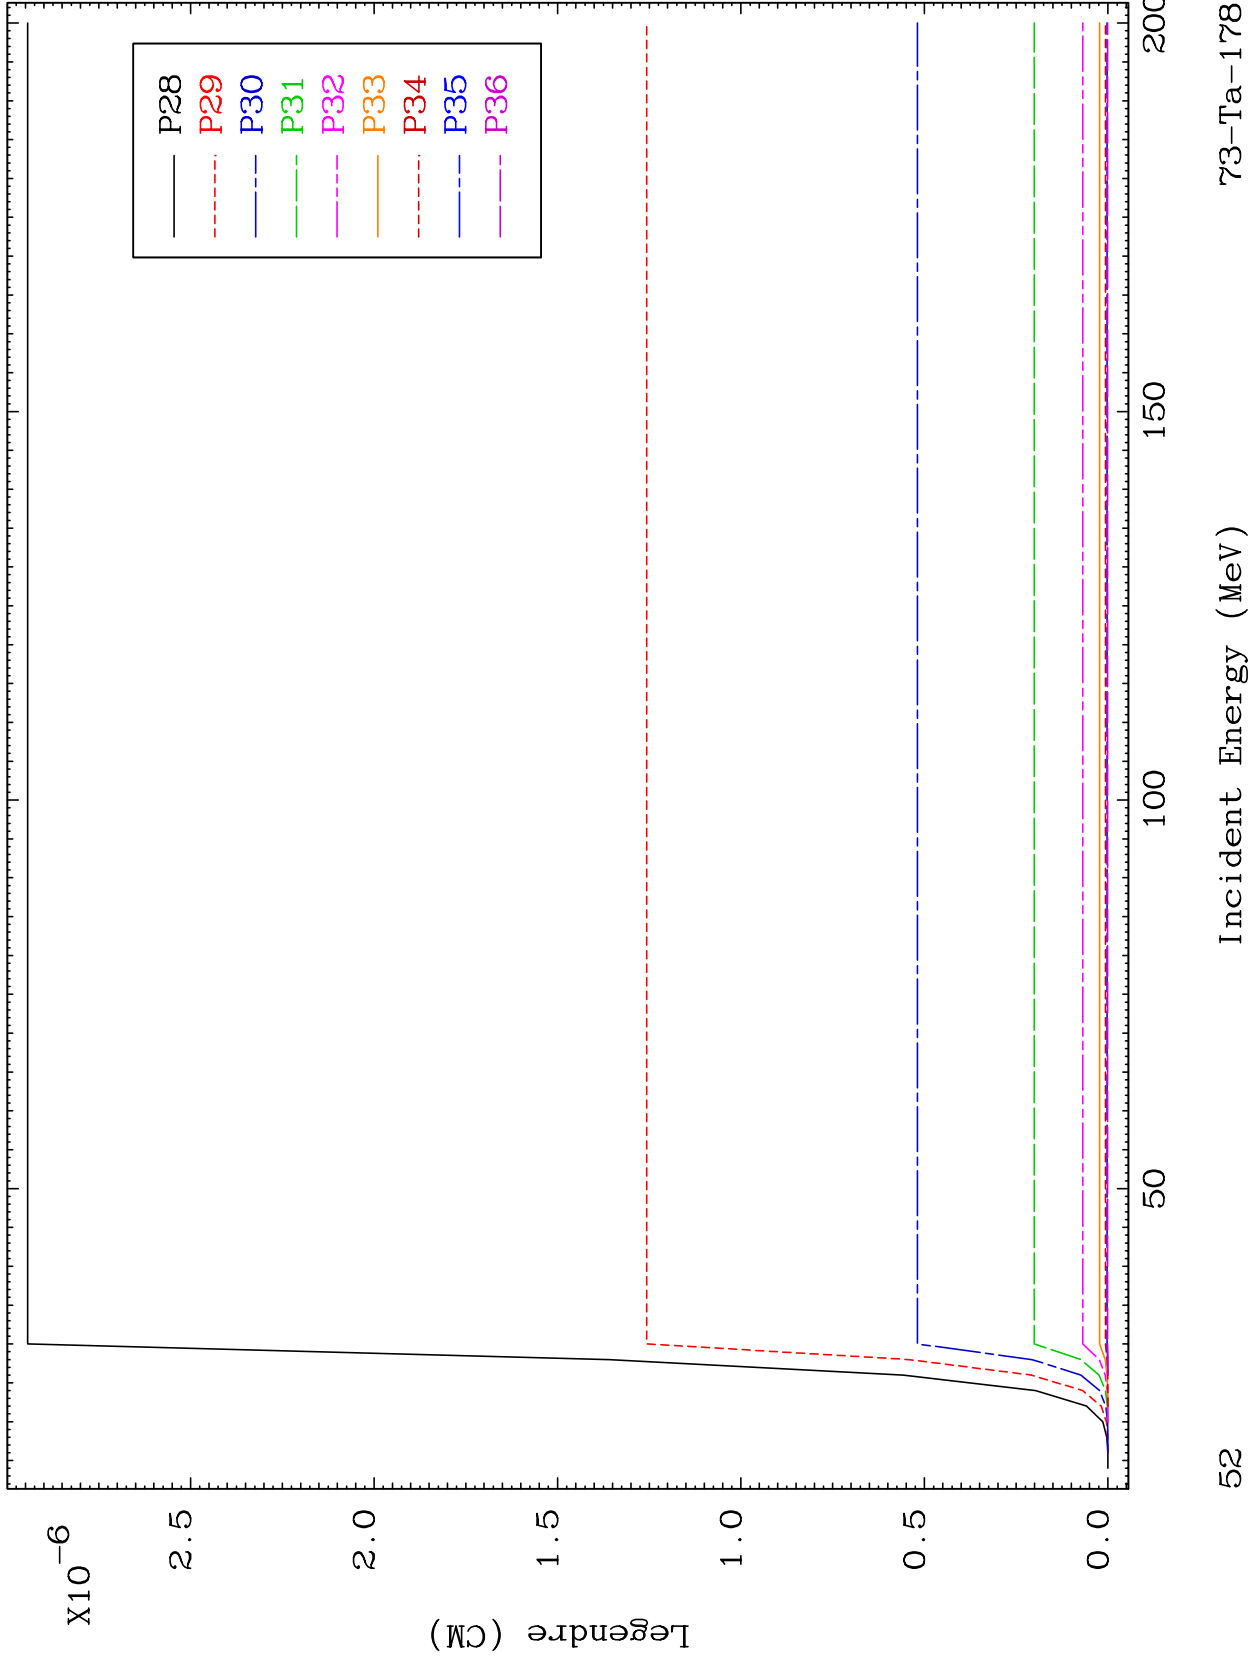 X10-6
2.5
2.0
1.5
1.0
0.5
0.0
Legendre (CM)
P28
P29
P30
P31
P32
P33
P34
P35
P36
50
100
150
200
Incident Energy (MeV)
52
73-Ta-178